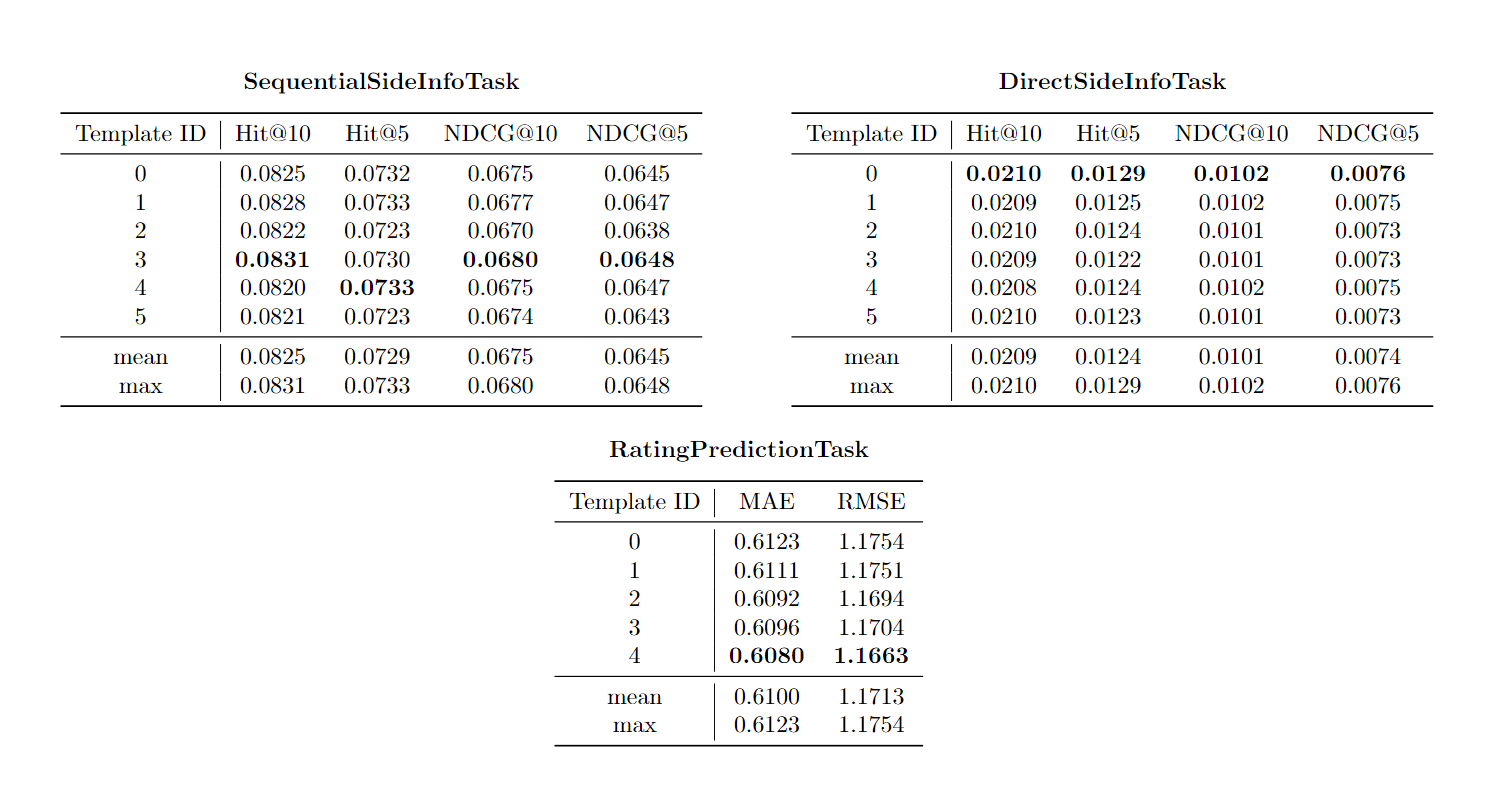 SequentialSideInfoTask
Template ID Hit@10 Hit@5 NDCG@10 NDCG@5
0 0.0825 0.0732 0.0675 0.0645
1 0.0828 0.0733 0.0677 0.0647
2 0.0822 0.0723 0.0670 0.0638
3 0.0831 0.0730 0.0680 0.0648
4 0.0820 0.0733 0.0675 0.0647
5 0.0821 0.0723 0.0674 0.0643
mean 0.0825 0.0729 0.0675 0.0645
max 0.0831 0.0733 0.0680 0.0648
DirectSideInfoTask
Template ID Hit@10 Hit@5 NDCG@10 NDCG@5
0 0.0210 0.0129 0.0102 0.0076
1 0.0209 0.0125 0.0102 0.0075
2 0.0210 0.0124 0.0101 0.0073
3 0.0209 0.0122 0.0101 0.0073
4 0.0208 0.0124 0.0102 0.0075
5 0.0210 0.0123 0.0101 0.0073
mean 0.0209 0.0124 0.0101 0.0074
max 0.0210 0.0129 0.0102 0.0076
RatingPredictionTask
Template ID MAE RMSE
0 0.6123 1.1754
1 0.6111 1.1751
2 0.6092 1.1694
3 0.6096 1.1704
4 0.6080 1.1663
mean 0.6100 1.1713
max 0.6123 1.1754